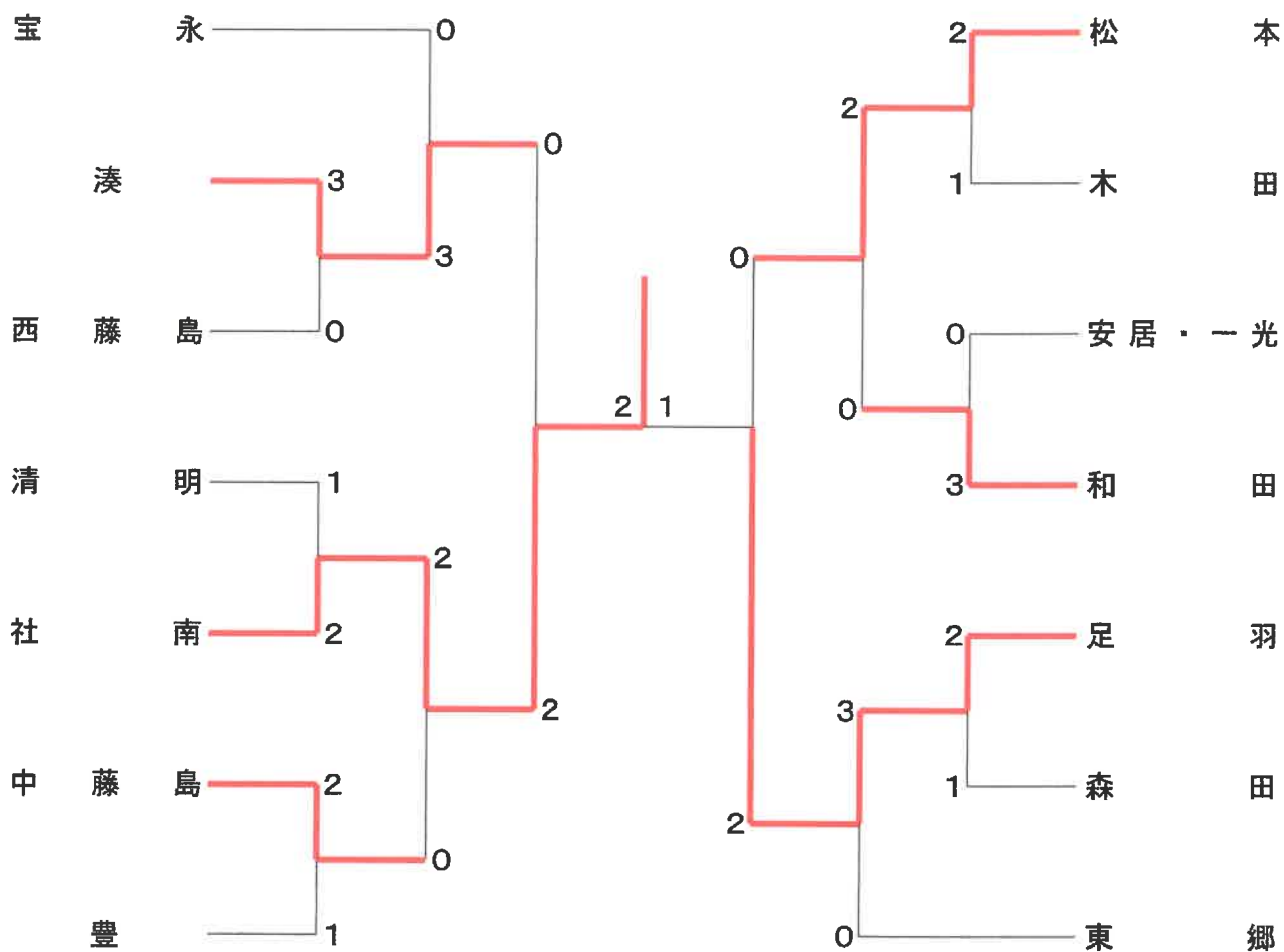 宝永 0 2 松本
2 0
湊 3 1 木田
3 0
西藤島 0 0 安居・一光
2 1 0
清明 1 3 和田
2
社南 2 2 足羽
2 3
中藤島 2 1 森田
0 2
豊 1 0 東郷